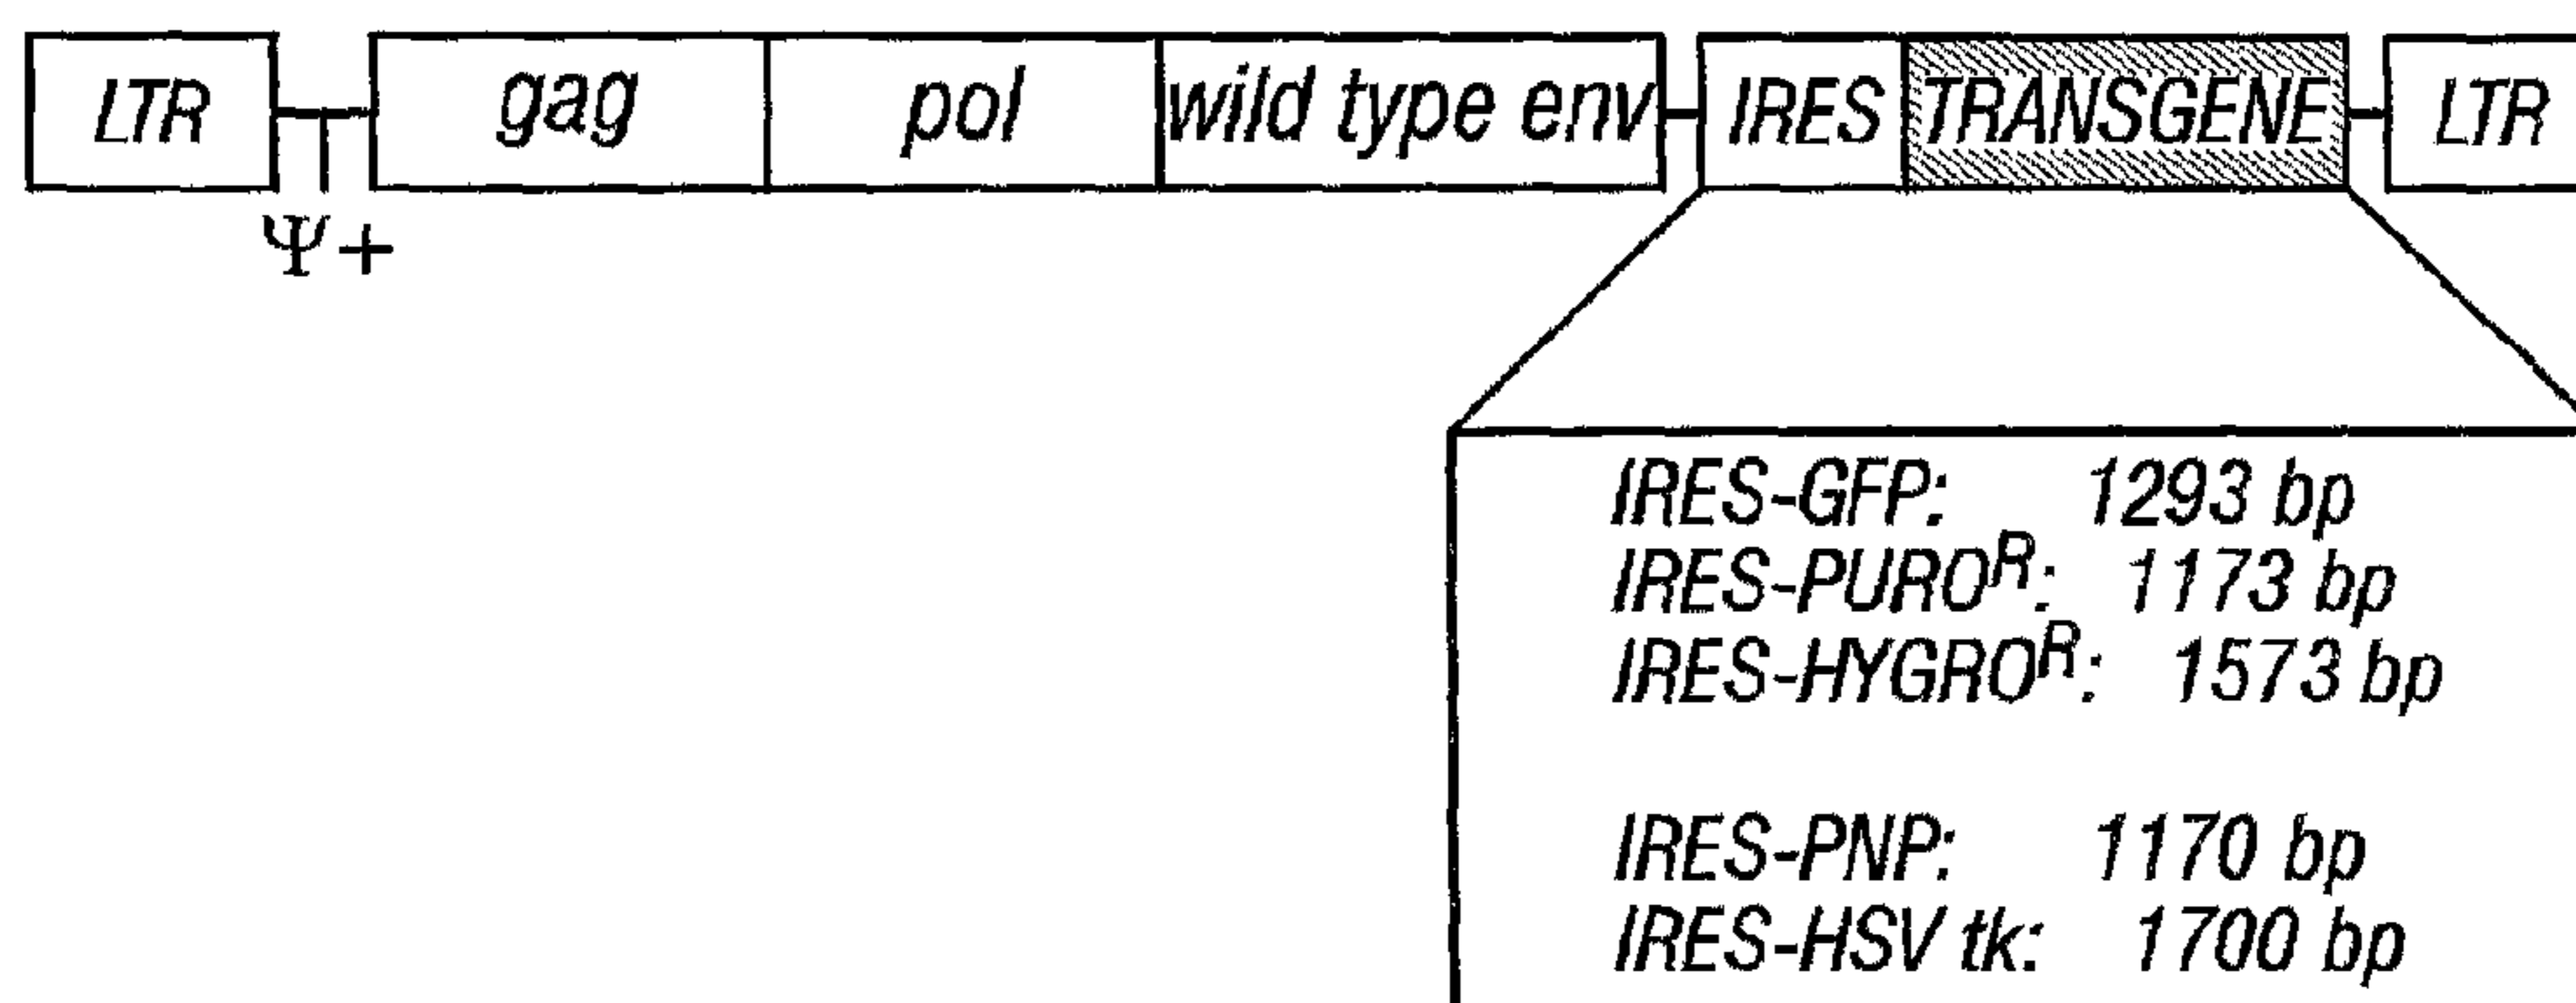 LTR gag pol wild type env IRES TRANSGENE LTR
Ψ+
IRES-GFP: 1293 bp
IRES-PURO^R: 1173 bp
IRES-HYGRO^R: 1573 bp
IRES-PNP: 1170 bp
IRES-HSV tk: 1700 bp